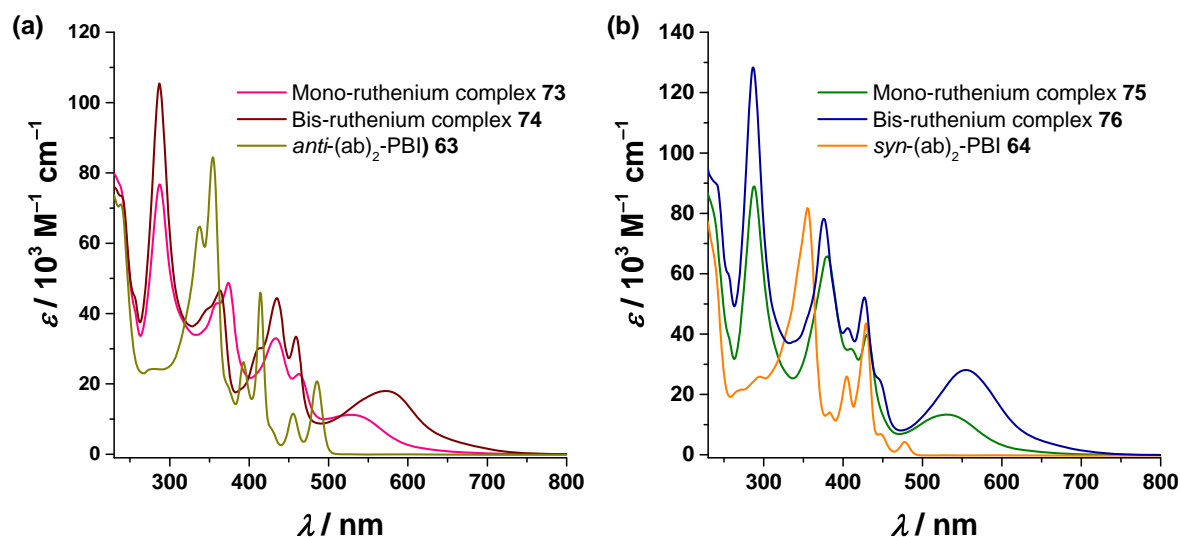 (a)
120
100
80
60
40
20
0
ε / 10³ M⁻¹ cm⁻¹
Mono-ruthenium complex 73
Bis-ruthenium complex 74
anti-(ab)₂-PBI) 63
300 400 500 600 700 800
λ / nm
(b)
140
120
100
80
60
40
20
0
ε / 10³ M⁻¹ cm⁻¹
Mono-ruthenium complex 75
Bis-ruthenium complex 76
syn-(ab)₂-PBI 64
300 400 500 600 700 800
λ / nm